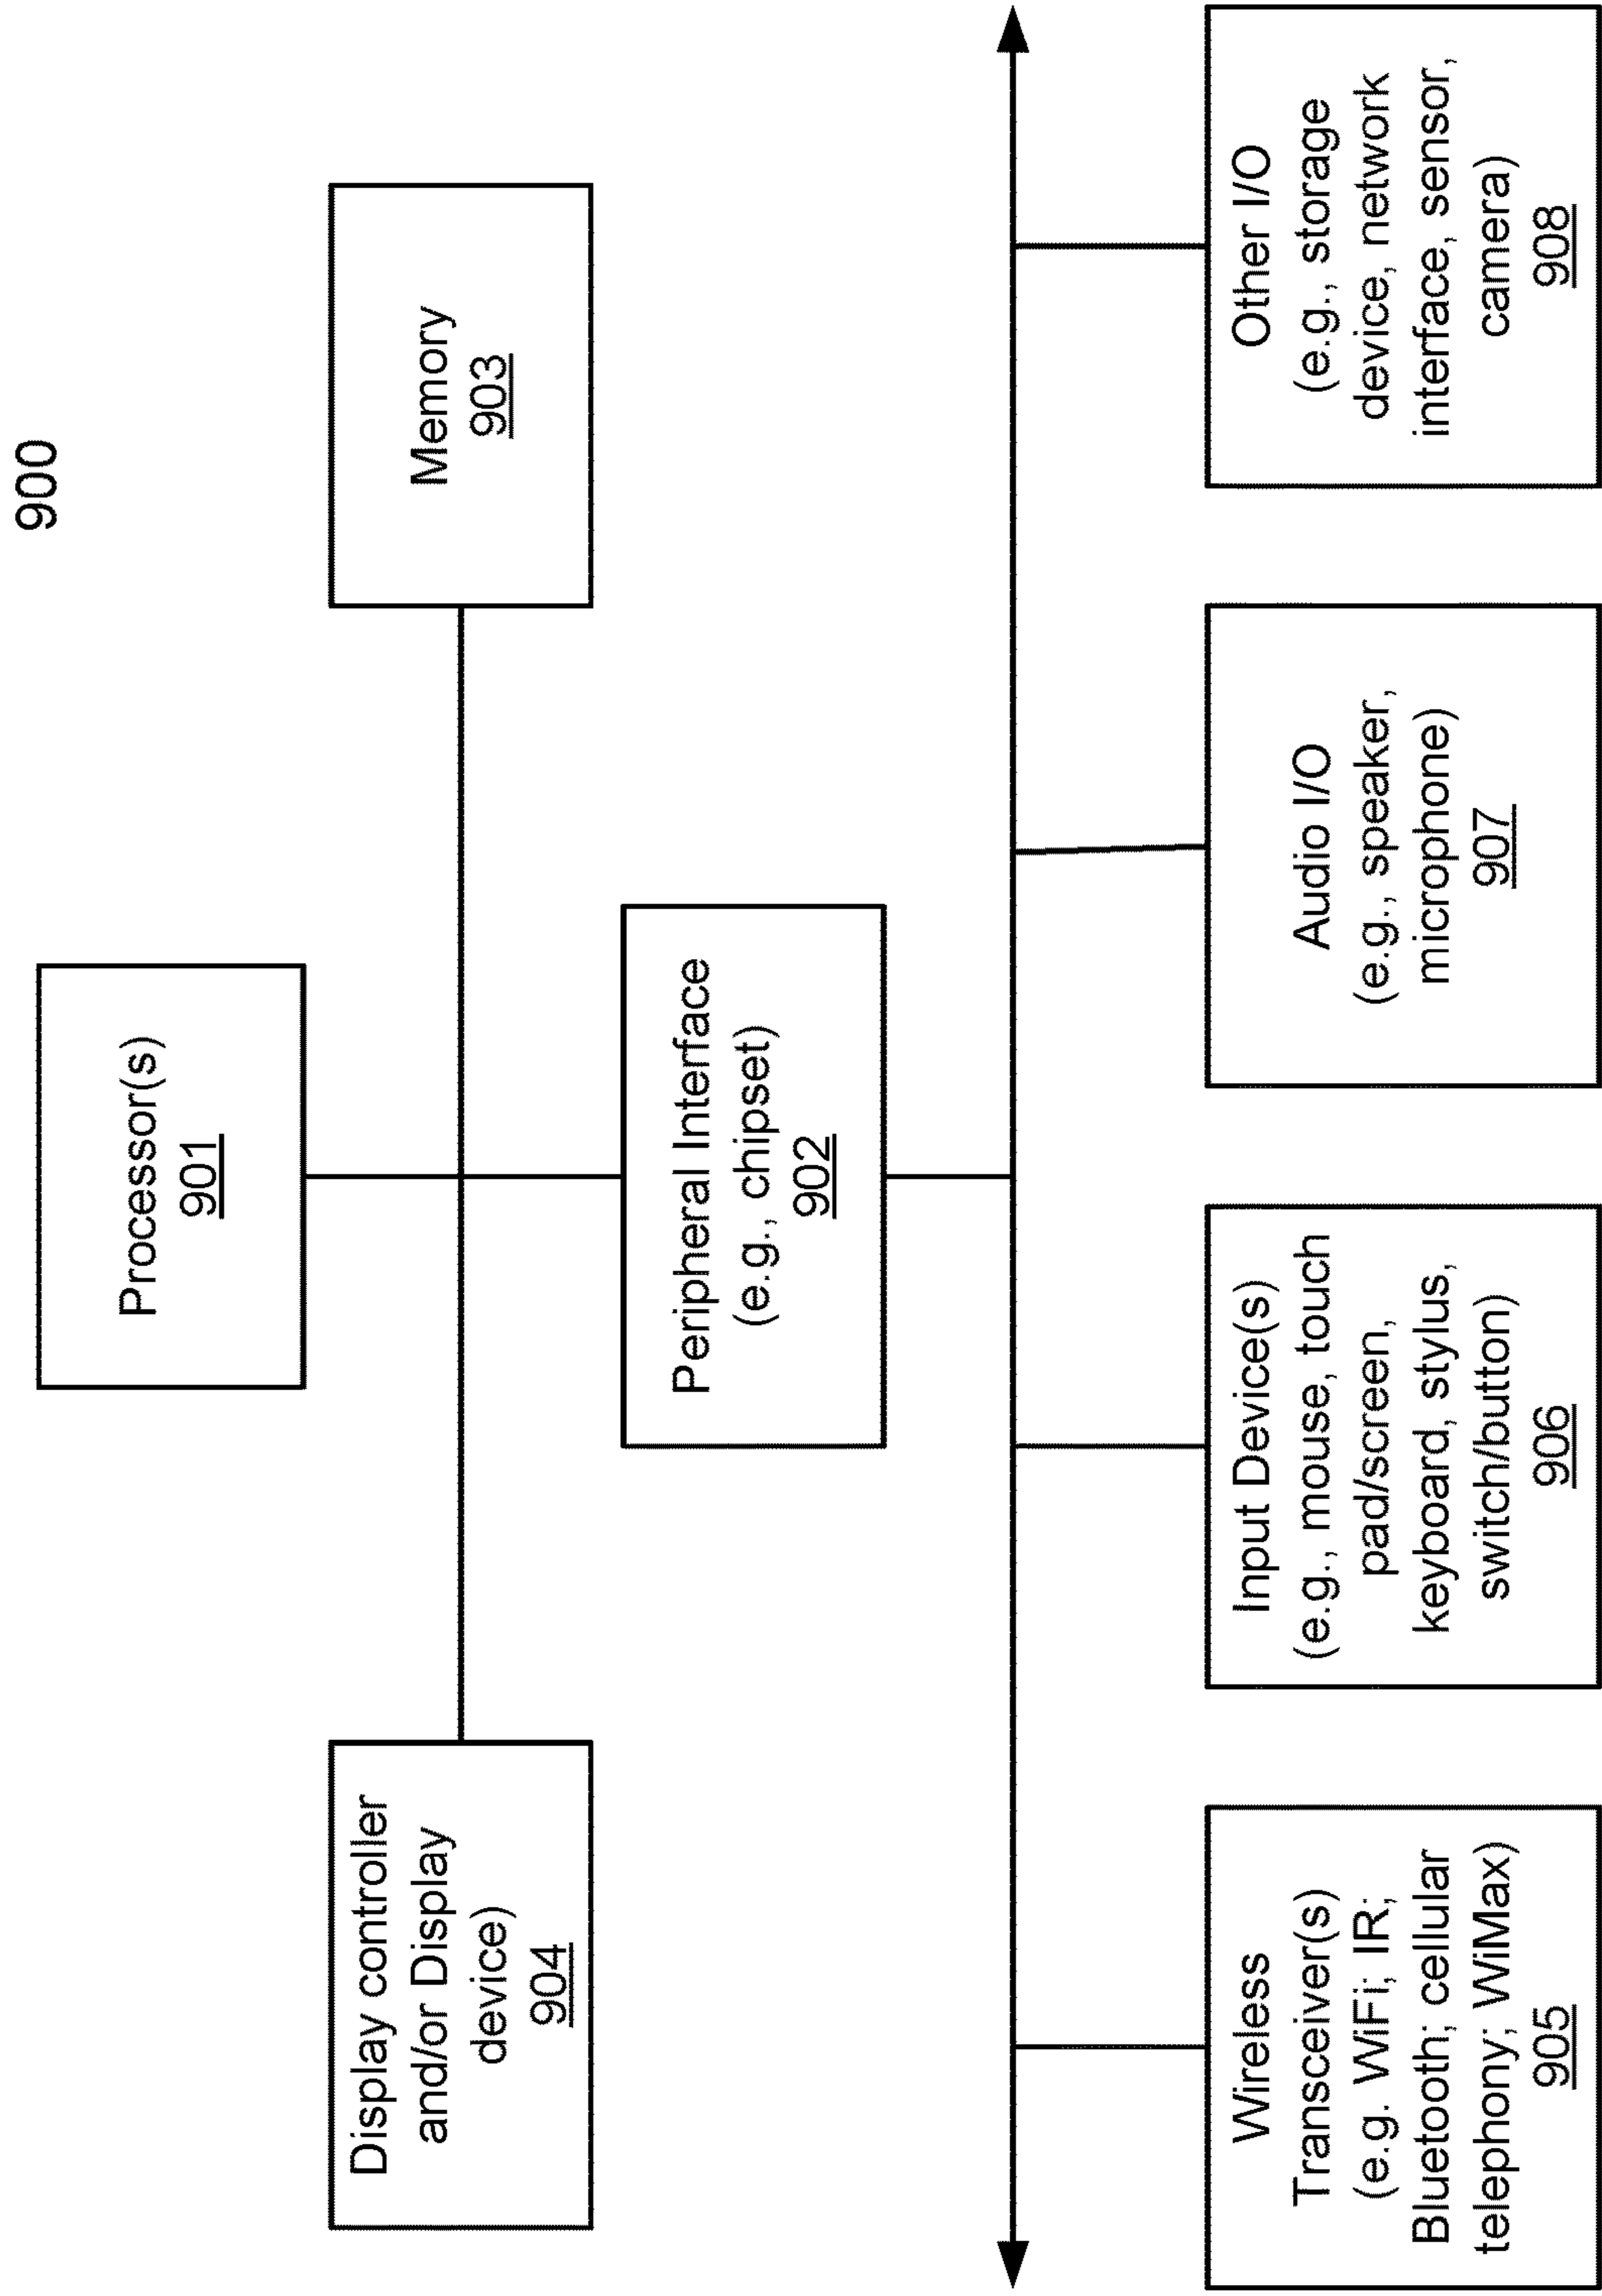 900
Processor(s)
901
Display controller
and/or Display
device)
904
Memory
903
Peripheral Interface
(e.g., chipset)
902
Wireless
Transceiver(s)
(e.g. WiFi; IR;
Bluetooth; cellular
telephony; WiMax)
905
Input Device(s)
(e.g., mouse, touch
pad/screen,
keyboard, stylus,
switch/button)
906
Audio I/O
(e.g., speaker,
microphone)
907
Other I/O
(e.g., storage
device, network
interface, sensor,
camera)
908